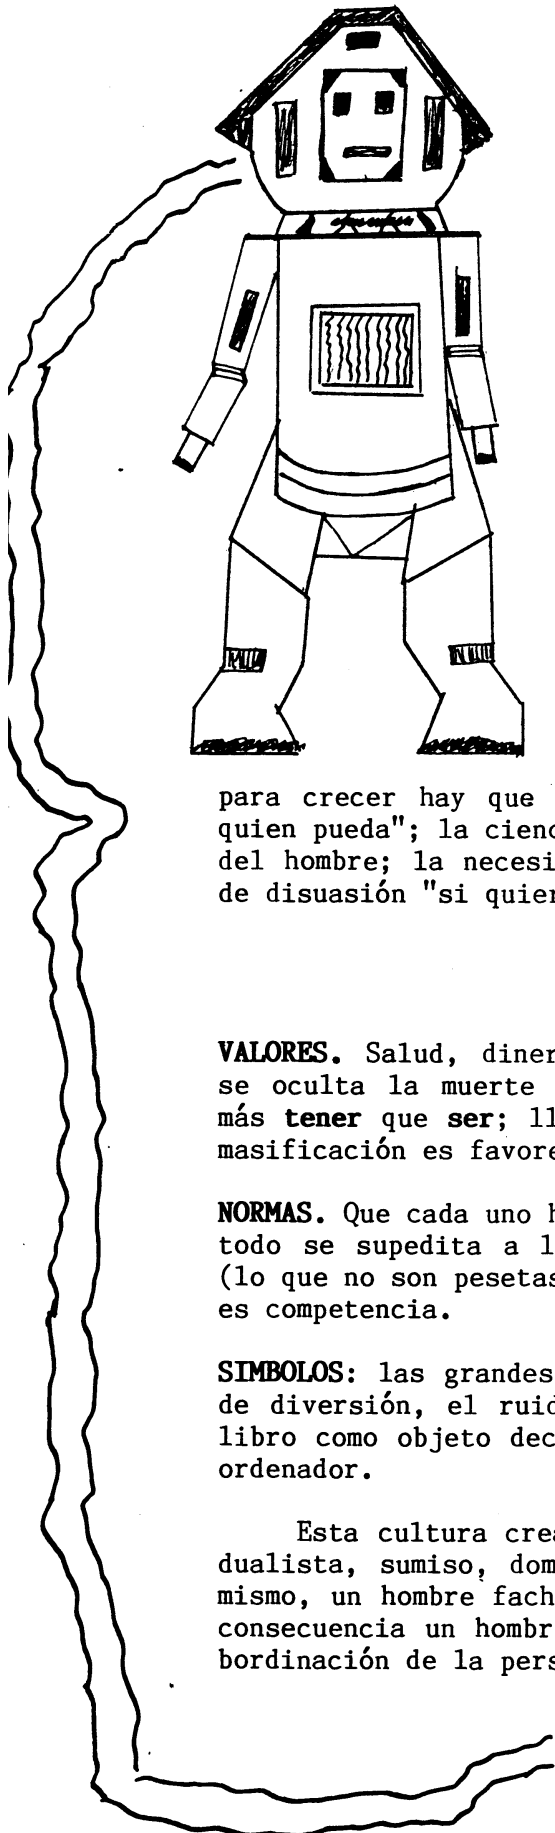 para crecer hay que
quien pueda"; la cienc
del hombre; la necesi
de disuasión "si quier
VALORES. Salud, diner
se oculta la muerte
más tener que ser; ll
masificación es favore
NORMAS. Que cada uno h
todo se supedita a l
(lo que no son pesetas
es competencia.
SIMBOLOS: las grandes
de diversión, el ruid
libro como objeto dec
ordenador.
Esta cultura crea
dualista, sumiso, dom
mismo, un hombre fach
consecuencia un hombr
bordinación de la pers